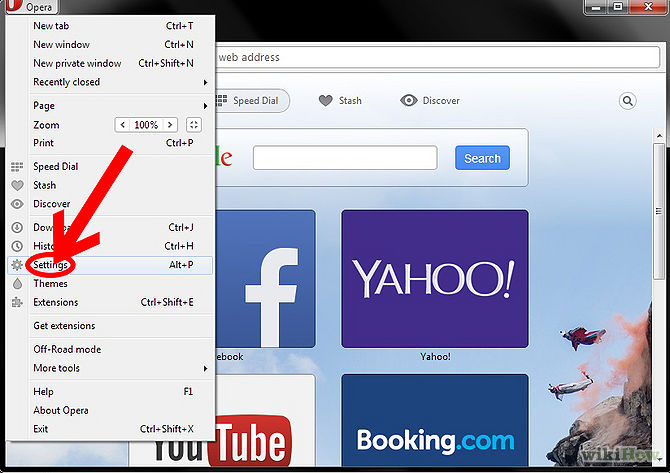 Opera
New tab Ctrl+T
New window Ctrl+N
New private window Ctrl+Shift+N
Recently closed
Page
Zoom 100%
Print Ctrl+P
Speed Dial
Stash
Discover
Ctrl+J
Ctrl+H
Settings Alt+P
Themes
Extensions Ctrl+Shift+E
Get extensions
Off-Road mode
More tools
Help F1
About Opera
Exit Ctrl+Shift+X
web address
Speed Dial Stash Discover
le Search
f YAHOO!
ebook Yahoo!
YouTube Booking.com
wikiHow